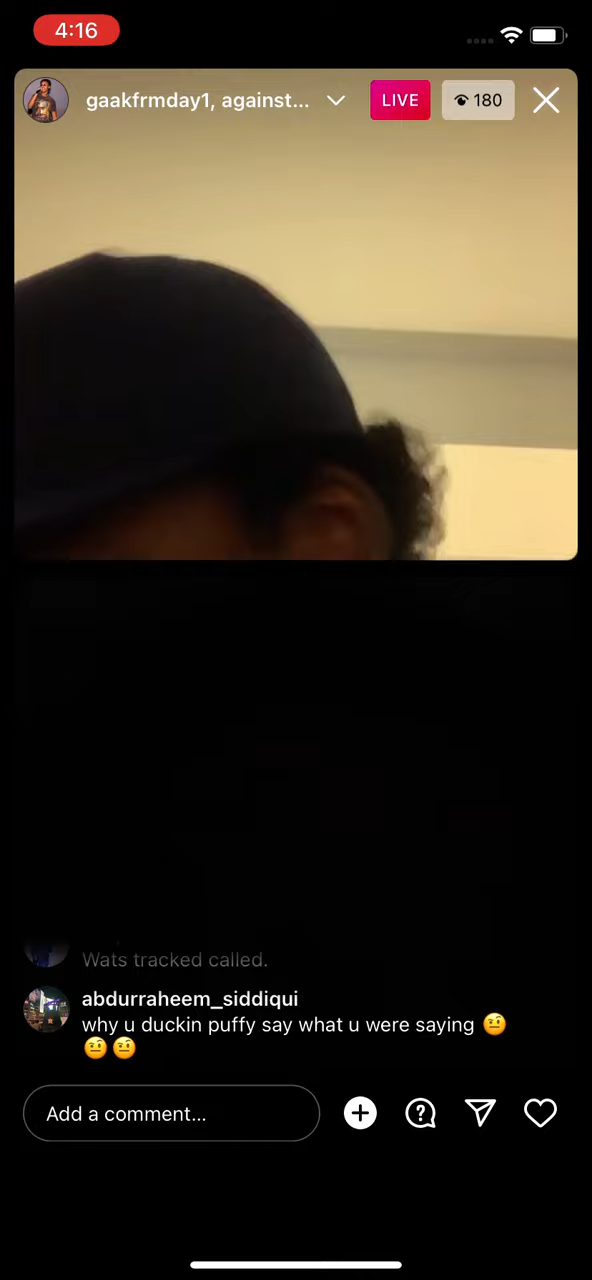 4:16
gaakfrmday1, against...
LIVE
180
Wats tracked called.
abdurraheem_siddiqui
why u duckin puffy say what u were saying 🤨
🤨🤨
Add a comment...